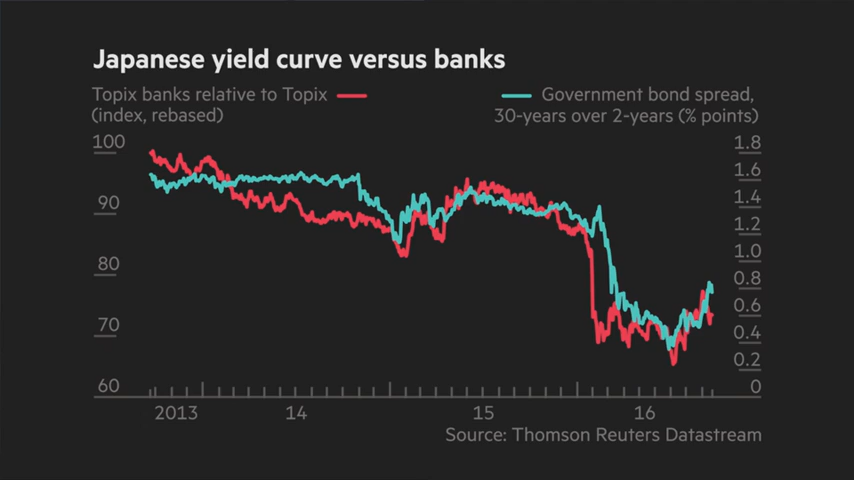 Japanese yield curve versus banks
Topix banks relative to Topix
(index, rebased)
Government bond spread,
30-years over 2-years (% points)
100
90
80
70
60
1.8
1.6
1.4
1.2
1.0
0.8
0.6
0.4
0.2
0
2013 14 15 16
Source: Thomson Reuters Datastream